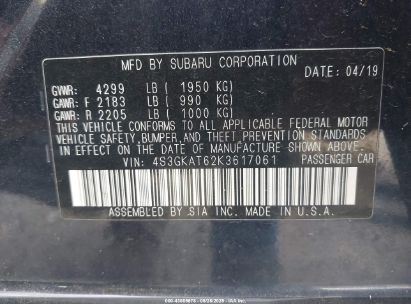 MFD BY SUBARU CORPORATION
DATE: 04/19
GVWR: 4299 LB ( 1950 KG)
GAWR: F 2183 LB ( 990 KG)
GAWR: R 2205 LB ( 1000 KG)
THIS VEHICLE CONFORMS TO ALL APPLICABLE FEDERAL MOTOR
VEHICLE SAFETY, BUMPER, AND THEFT PREVENTION STANDARDS
IN EFFECT ON THE DATE OF MANUFACTURE SHOWN ABOVE.
VIN: 4S3GKAT62K3617061 PASSENGER CAR
ASSEMBLED BY SIA INC. MADE IN U.S.A.